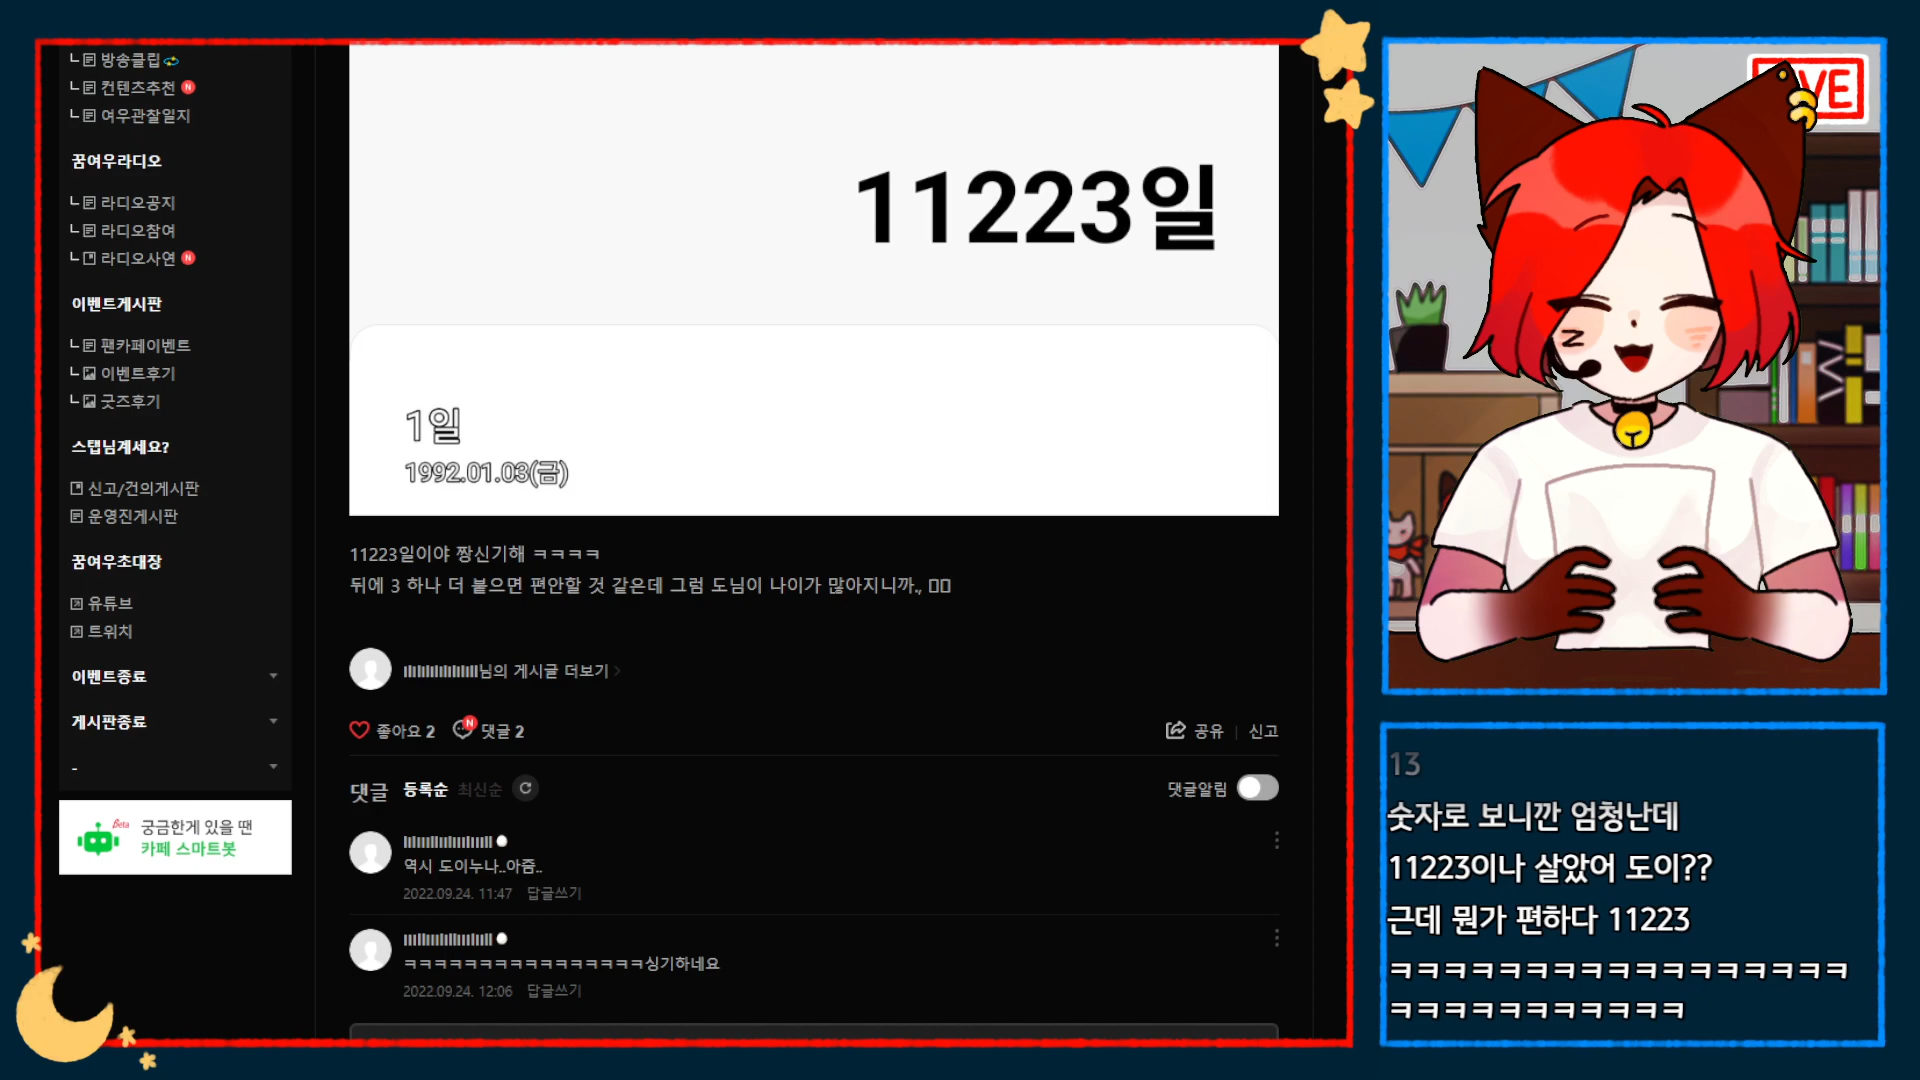 방송클립
컨텐츠추천 N
여우관찰일지
꿈여우라디오
라디오공지
라디오참여
라디오사연 N
이벤트게시판
팬카페이벤트
이벤트후기
굿즈후기
스탭님계세요?
신고/건의게시판
운영진게시판
꿈여우초대장
유튜브
트위치
이벤트종료
게시판종료
-
Beta
궁금한게 있을 땐
카페 스마트봇
11223일
1일
1992.01.03(금)
11223일이야 짱신기해 ㅋㅋㅋㅋ
뒤에 3 하나 더 붙으면 편안할 것 같은데 그럼 도님이 나이가 많아지니까.,
님의 게시글 더보기
좋아요 2 N 댓글 2
공유 신고
댓글 등록순 최신순
댓글알림
역시 도이누나..아줌..
2022.09.24. 11:47 답글쓰기
ㅋㅋㅋㅋㅋㅋㅋㅋㅋㅋㅋㅋㅋㅋㅋㅋ싱기하네요
2022.09.24. 12:06 답글쓰기
13
숫자로 보니깐 엄청난데
11223이나 살았어 도이??
근데 뭔가 편하다 11223
ㅋㅋㅋㅋㅋㅋㅋㅋㅋㅋㅋㅋㅋㅋㅋㅋㅋ
ㅋㅋㅋㅋㅋㅋㅋㅋㅋㅋㅋ